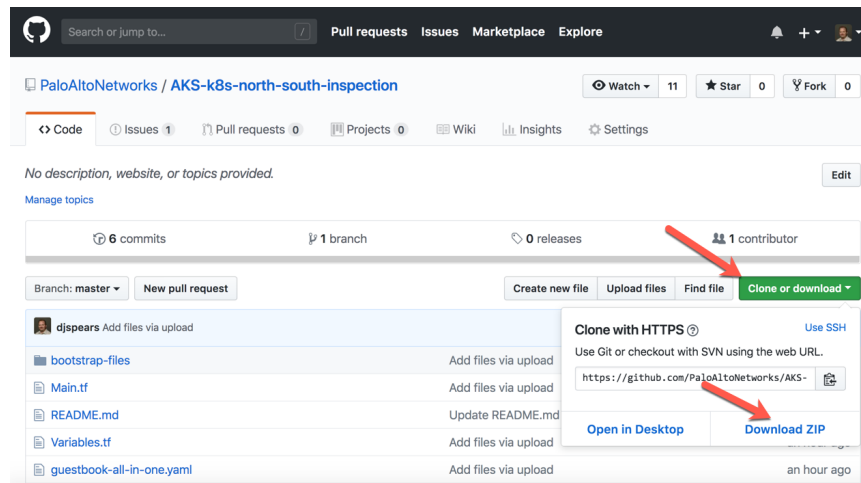 Search or jump to... / Pull requests Issues Marketplace Explore
PaloAltoNetworks / AKS-k8s-north-south-inspection Watch 11 Star 0 Fork 0
Code Issues 1 Pull requests 0 Projects 0 Wiki Insights Settings
No description, website, or topics provided. Edit
Manage topics
6 commits 1 branch 0 releases 1 contributor
Branch: master New pull request Create new file Upload files Find file Clone or download
djspears Add files via upload
Clone with HTTPS ? Use SSH
Use Git or checkout with SVN using the web URL.
https://github.com/PaloAltoNetworks/AKS-
Open in Desktop Download ZIP
bootstrap-files Add files via upload
Main.tf Add files via upload
README.md Update README.md
Variables.tf Add files via upload an hour ago
guestbook-all-in-one.yaml Add files via upload an hour ago